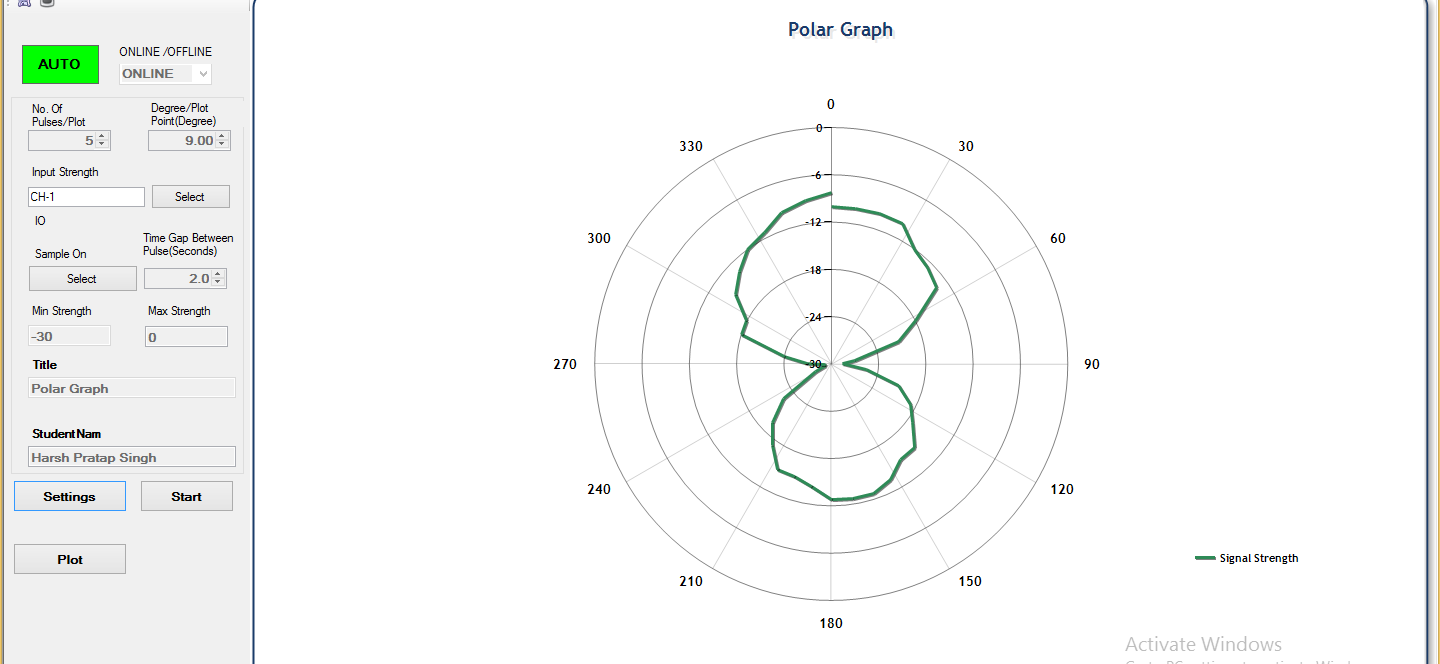 AUTO
ONLINE /OFFLINE
ONLINE
No. Of
Pulses/Plot
5
Degree/Plot
Point(Degree)
9.00
Input Strength
CH-1
Select
IO
Sample On
Select
Time Gap Between
Pulse(Seconds)
2.0
Min Strength
-30
Max Strength
0
Title
Polar Graph
StudentNam
Harsh Pratap Singh
Settings
Start
Plot
Polar Graph
0
30
60
90
120
150
180
210
240
270
300
330
0
-6
-12
-18
-24
-30
Signal Strength
Activate Windows